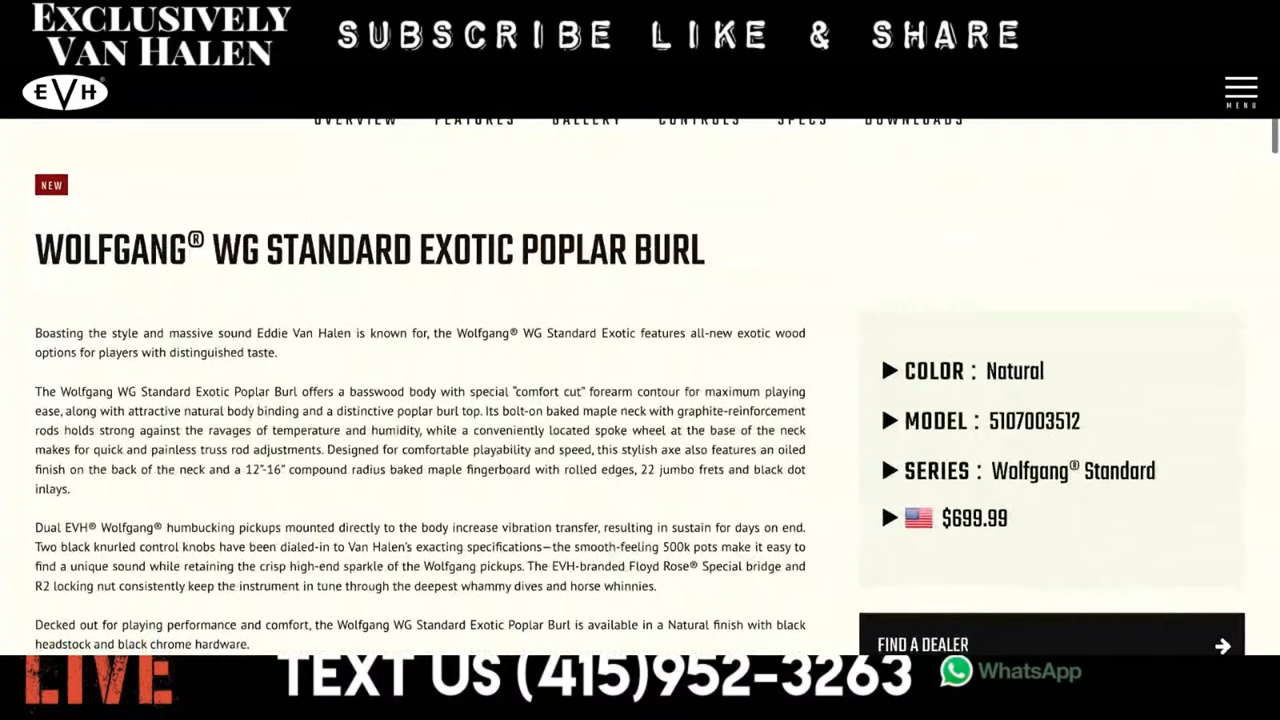 EXCLUSIVELY
VAN HALEN
SUBSCRIBE LIKE & SHARE
EVH®
MENU
OVERVIEW FEATURES GALLERY CONTROLS SPECS DOWNLOADS
NEW
WOLFGANG® WG STANDARD EXOTIC POPLAR BURL
Boasting the style and massive sound Eddie Van Halen is known for, the Wolfgang® WG Standard Exotic features all-new exotic wood
options for players with distinguished taste.
The Wolfgang WG Standard Exotic Poplar Burl offers a basswood body with special “comfort cut” forearm contour for maximum playing
ease, along with attractive natural body binding and a distinctive poplar burl top. Its bolt-on baked maple neck with graphite-reinforcement
rods holds strong against the ravages of temperature and humidity, while a conveniently located spoke wheel at the base of the neck
makes for quick and painless truss rod adjustments. Designed for comfortable playability and speed, this stylish axe also features an oiled
finish on the back of the neck and a 12”-16” compound radius baked maple fingerboard with rolled edges, 22 jumbo frets and black dot
inlays.
Dual EVH® Wolfgang® humbucking pickups mounted directly to the body increase vibration transfer, resulting in sustain for days on end.
Two black knurled control knobs have been dialed-in to Van Halen's exacting specifications—the smooth-feeling 500k pots make it easy to
find a unique sound while retaining the crisp high-end sparkle of the Wolfgang pickups. The EVH-branded Floyd Rose® Special bridge and
R2 locking nut consistently keep the instrument in tune through the deepest whammy dives and horse whinnies.
Decked out for playing performance and comfort, the Wolfgang WG Standard Exotic Poplar Burl is available in a Natural finish with black
headstock and black chrome hardware.
COLOR : Natural
MODEL : 5107003512
SERIES : Wolfgang® Standard
$699.99
FIND A DEALER
LIVE
TEXT US (415)952-3263
WhatsApp